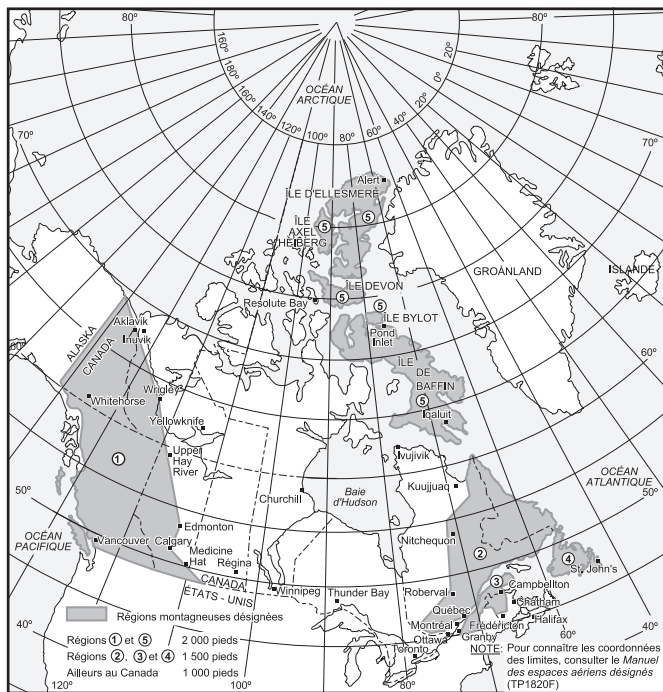 80°
80°
160°
160°
140°
120°
100°
80°
60°
40°
20°
0°
20°
OCÉAN
ARCTIQUE
70°
70°
Alert
ÎLE D'ELLESMERE
ÎLE
AXEL
HEIBERG
5
5
GROÀNLAND
ISLANDE
ÎLE DEVON
5
Resolute Bay
5
ÎLE BYLOT
Pond
Inlet
ALASKA
CANADA
Aklavik
Inuvik
ÎLE
DE
BAFFIN
60°
5
Iqaluit
Whitehorse
Wrigley
Yellowknife
Upper
Hay
River
1
Ivujivik
Kuujjuaq
OCÉAN
ATLANTIQUE
50°
50°
Churchill
Baie
d'Hudson
OCÉAN
PACIFIQUE
Vancouver
Edmonton
Calgary
Medicine
Hat
Régina
Nitchequon
2
4
St. John's
3
Campbellton
CANADA
ÉTATS - UNIS
Winnipeg
Thunder Bay
Roberval
Québec
Montréal
Ottawa
Toronto
Granby
Chatham
Frédéricton
Halifax
Régions montagneuses désignées
Régions 1 et 5 2 000 pieds
Régions 2, 3 et 4 1 500 pieds
Ailleurs au Canada 1 000 pieds
40°
40°
60°
120°
100°
80°
NOTE: Pour connaître les coordonnées
des limites, consulter le Manuel
des espaces aériens désignés
(TP1820F)